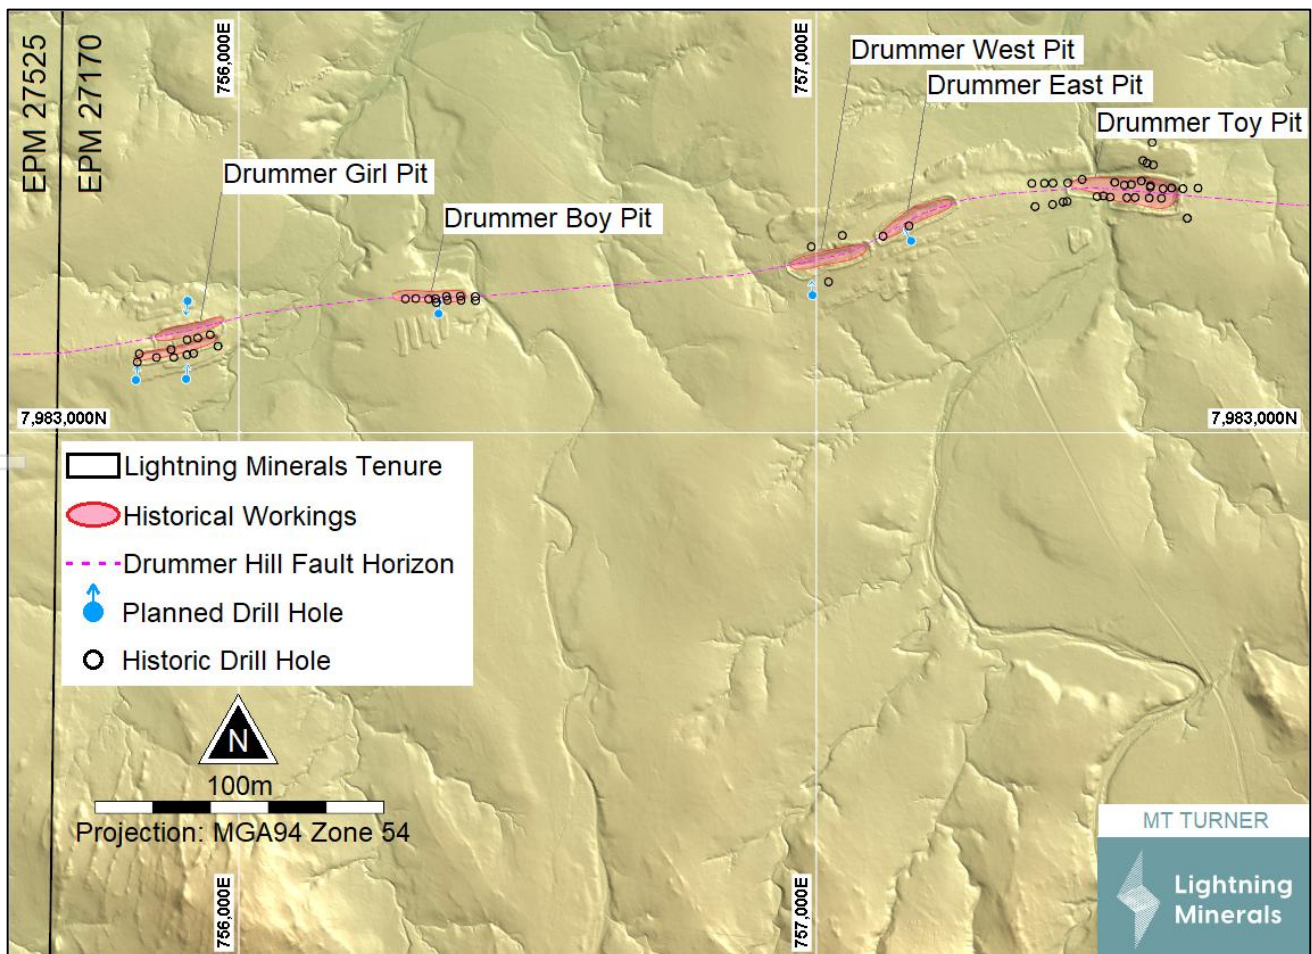 EPM 27525
EPM 27170
756,000E
757,000E
Drummer West Pit
Drummer East Pit
Drummer Toy Pit
Drummer Girl Pit
Drummer Boy Pit
7,983,000N
7,983,000N
Lightning Minerals Tenure
Historical Workings
Drummer Hill Fault Horizon
Planned Drill Hole
Historic Drill Hole
N
100m
Projection: MGA94 Zone 54
756,000E
757,000E
MT TURNER
Lightning
Minerals